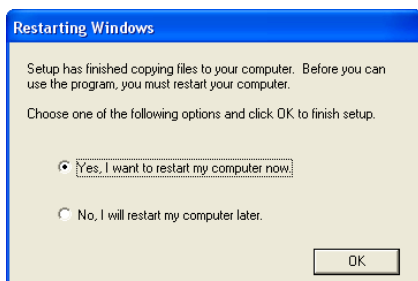 Restarting Windows
Setup has finished copying files to your computer. Before you can
use the program, you must restart your computer.
Choose one of the following options and click OK to finish setup.
Yes, I want to restart my computer now.
No, I will restart my computer later.
OK